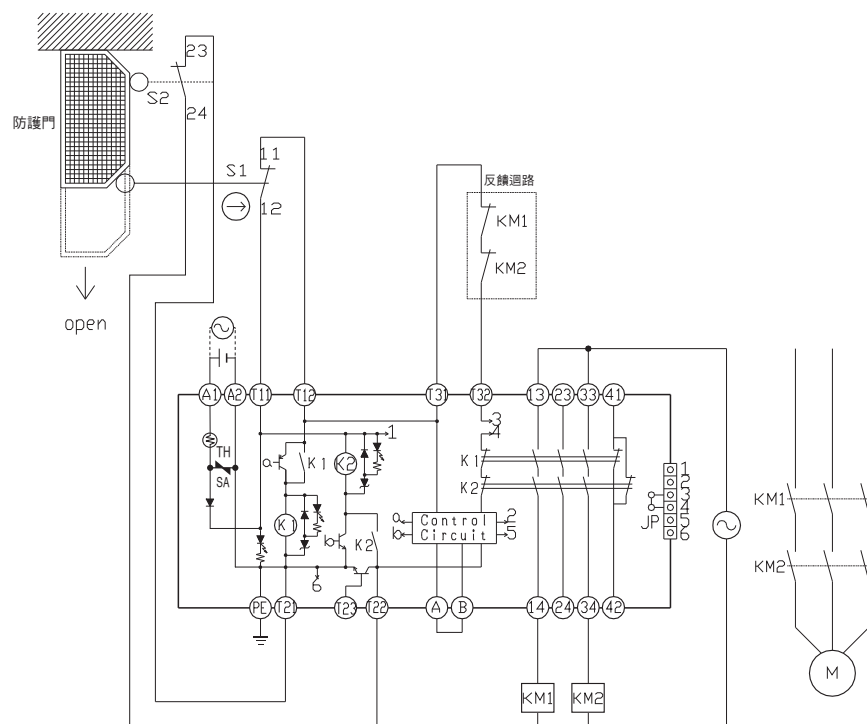 23
S2
24
防護門
11
S1
12
反饋迴路
KM1
KM2
open
A1 A2 T11 T12 T31 T32 13 23 33 41
3
4
1
TH
SA
a
K1
K2
K1
K2
K1
b
K2
a
b
Control
Circuit
2
5
6
1
2
3
4
5
6
JP
KM1
KM2
PE T21 T23 T22 A B 14 24 34 42
KM1 KM2
M